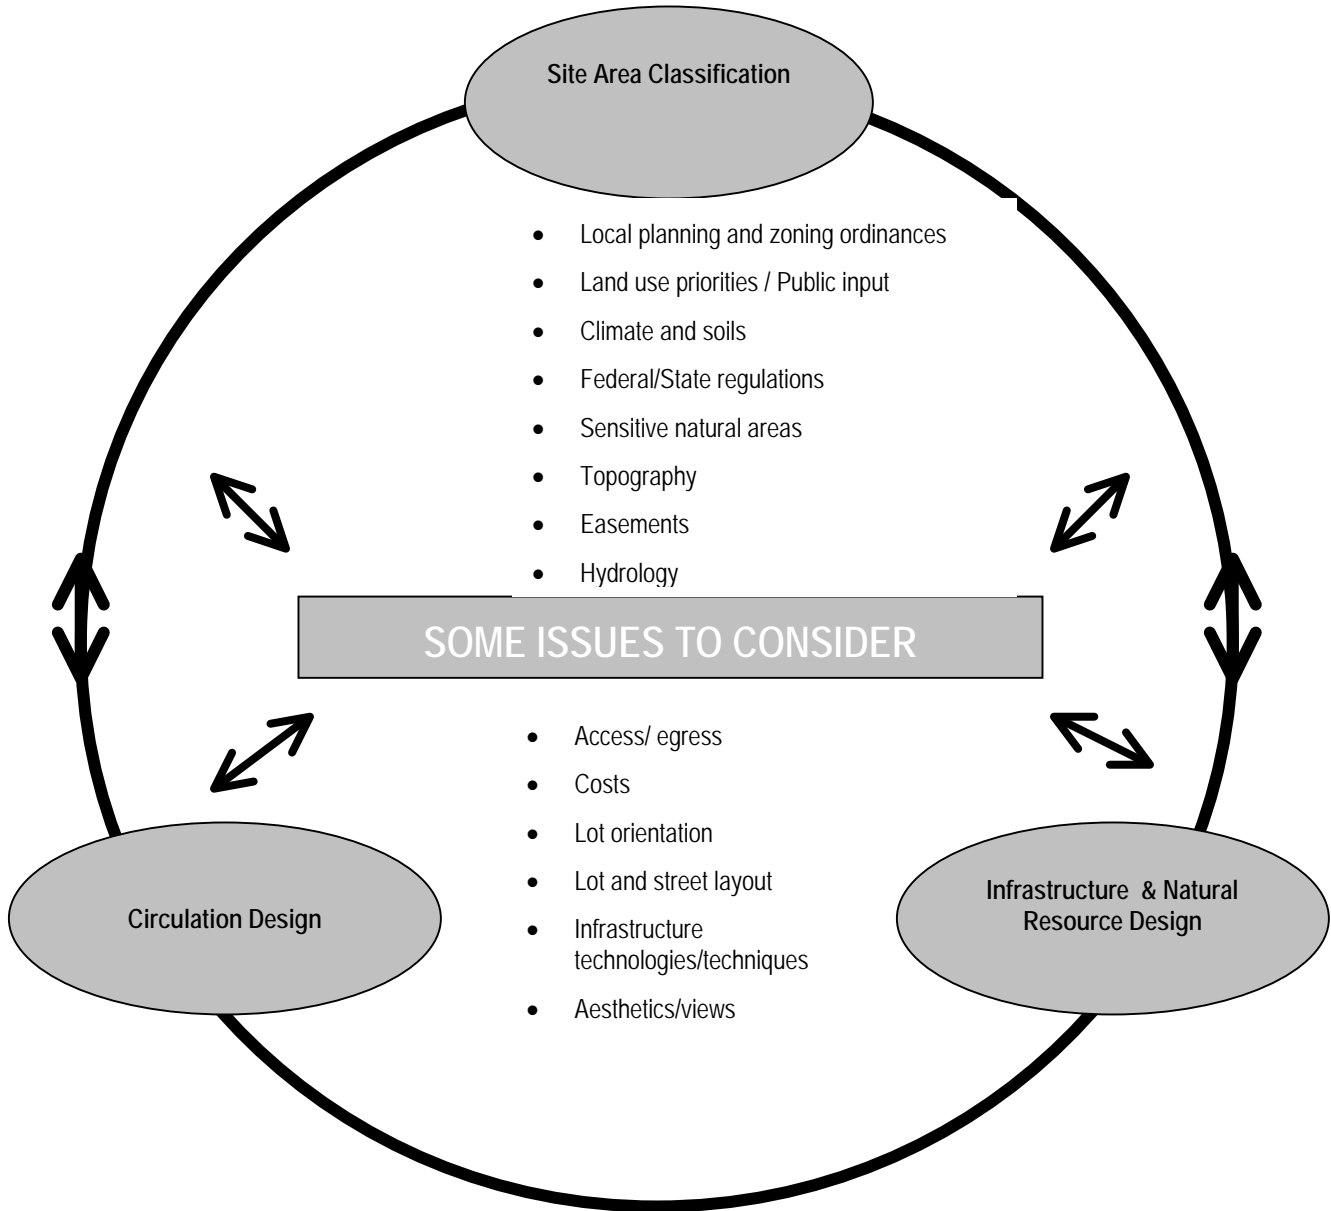 Site Area Classification
• Local planning and zoning ordinances
• Land use priorities / Public input
• Climate and soils
• Federal/State regulations
• Sensitive natural areas
• Topography
• Easements
• Hydrology
SOME ISSUES TO CONSIDER
• Access/ egress
• Costs
• Lot orientation
• Lot and street layout
• Infrastructure
technologies/techniques
• Aesthetics/views
Circulation Design
Infrastructure & Natural
Resource Design